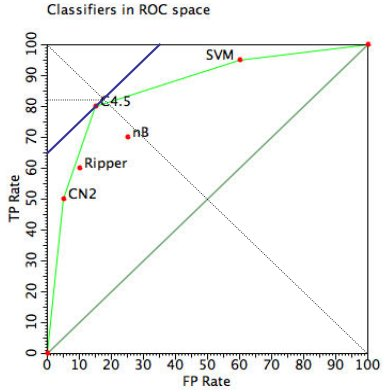 Classifiers in ROC space
TP Rate
100
90
80
70
60
50
40
30
20
10
0
SVM
C4.5
nB
Ripper
CN2
0 10 20 30 40 50 60 70 80 90 100
FP Rate